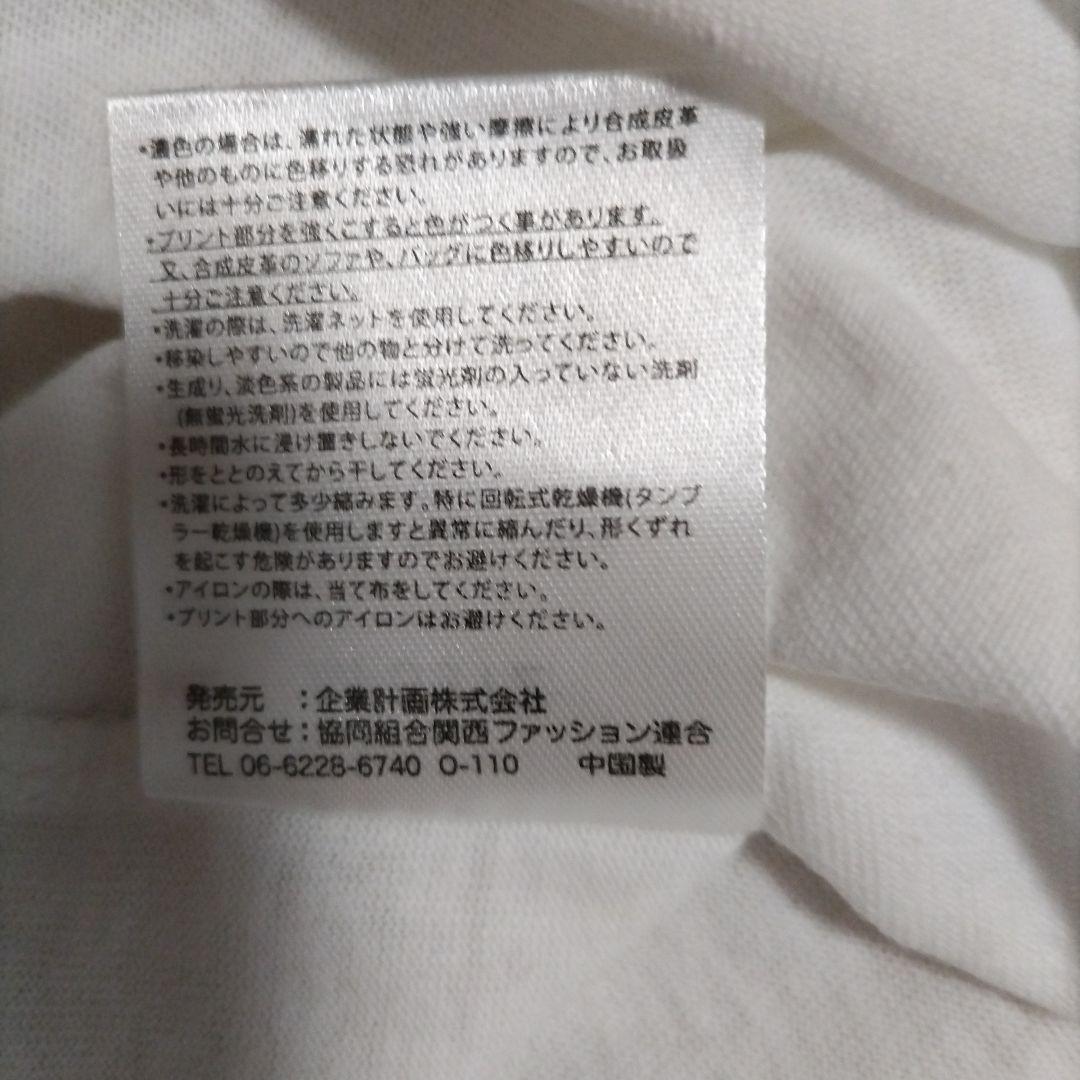 ・濃色の場合は、濡れた状態や強い摩擦により合成皮革
や他のものに色移りする恐れがありますので、お取扱
いには十分ご注意ください。
・プリント部分を強くこすると色がつく事があります。
又、合成皮革のソファや、バッグに色移りしやすいので
十分ご注意ください。
・洗濯の際は、洗濯ネットを使用してください。
・移染しやすいので他の物と分けて洗ってください。
・生成り、淡色系の製品には蛍光剤の入っていない洗剤
(無蛍光洗剤)を使用してください。
・長時間水に浸け置きしないでください。
・形をととのえてから干してください。
・洗濯によって多少縮みます。特に回転式乾燥機(タンブ
ラー乾燥機)を使用しますと異常に縮んだり、形くずれ
を起こす危険がありますのでお避けください。
・アイロンの際は、当て布をしてください。
・プリント部分へのアイロンはお避けください。
発売元 :企業計画株式会社
お問合せ:協同組合関西ファッション連合
TEL 06-6228-6740 O-110 中国製